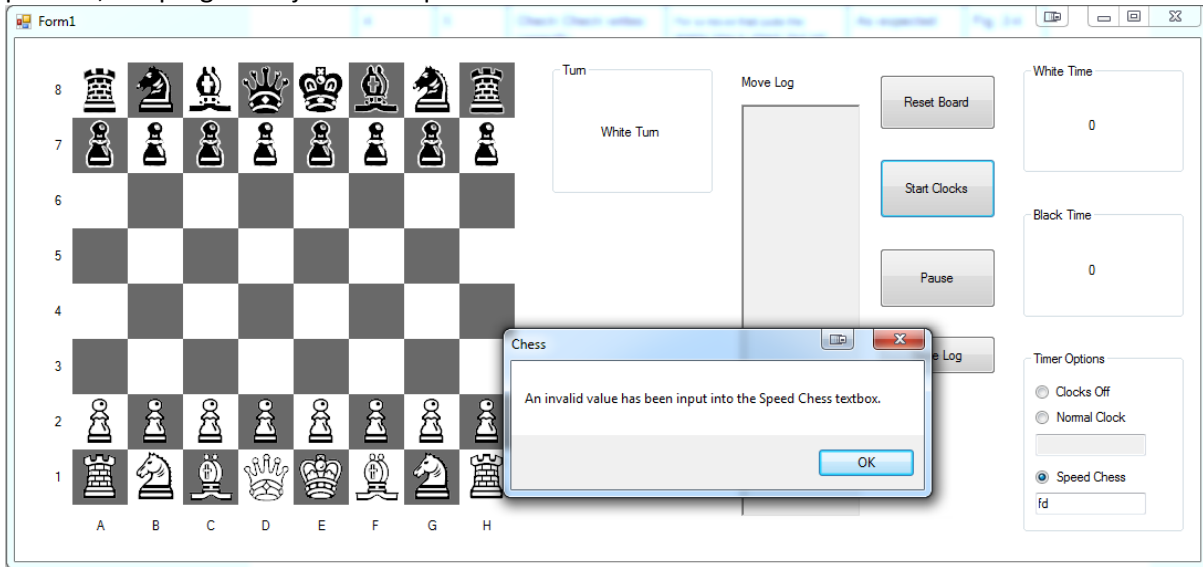 Form1
8
7
6
5
4
3
2
1
A B C D E F G H
Turn
White Turn
Move Log
Reset Board
Start Clocks
Pause
Log
White Time
0
Black Time
0
Timer Options
Clocks Off
Normal Clock
Speed Chess
fd
Chess
An invalid value has been input into the Speed Chess textbox.
OK